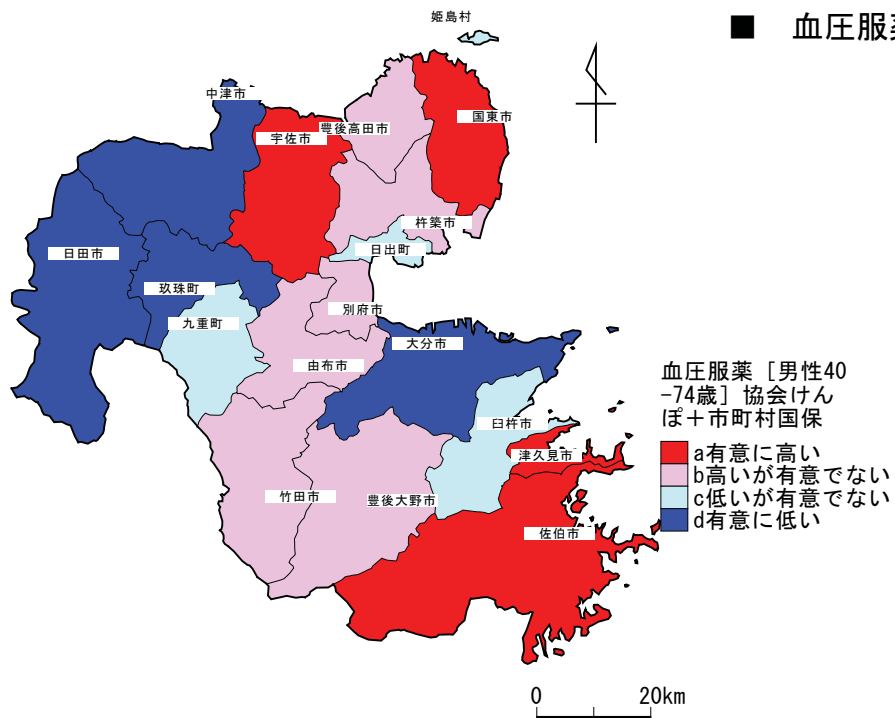 姫島村
■ 血圧服
中津市
宇佐市
豊後高田市
国東市
杵築市
日出町
日田市
玖珠町
別府市
九重町
大分市
由布市
血圧服薬［男性40
-74歳］協会けん
ぽ＋市町村国保
臼杵市
津久見市
a有意に高い
b高いが有意でない
c低いが有意でない
d有意に低い
竹田市
豊後大野市
佐伯市
0 20km